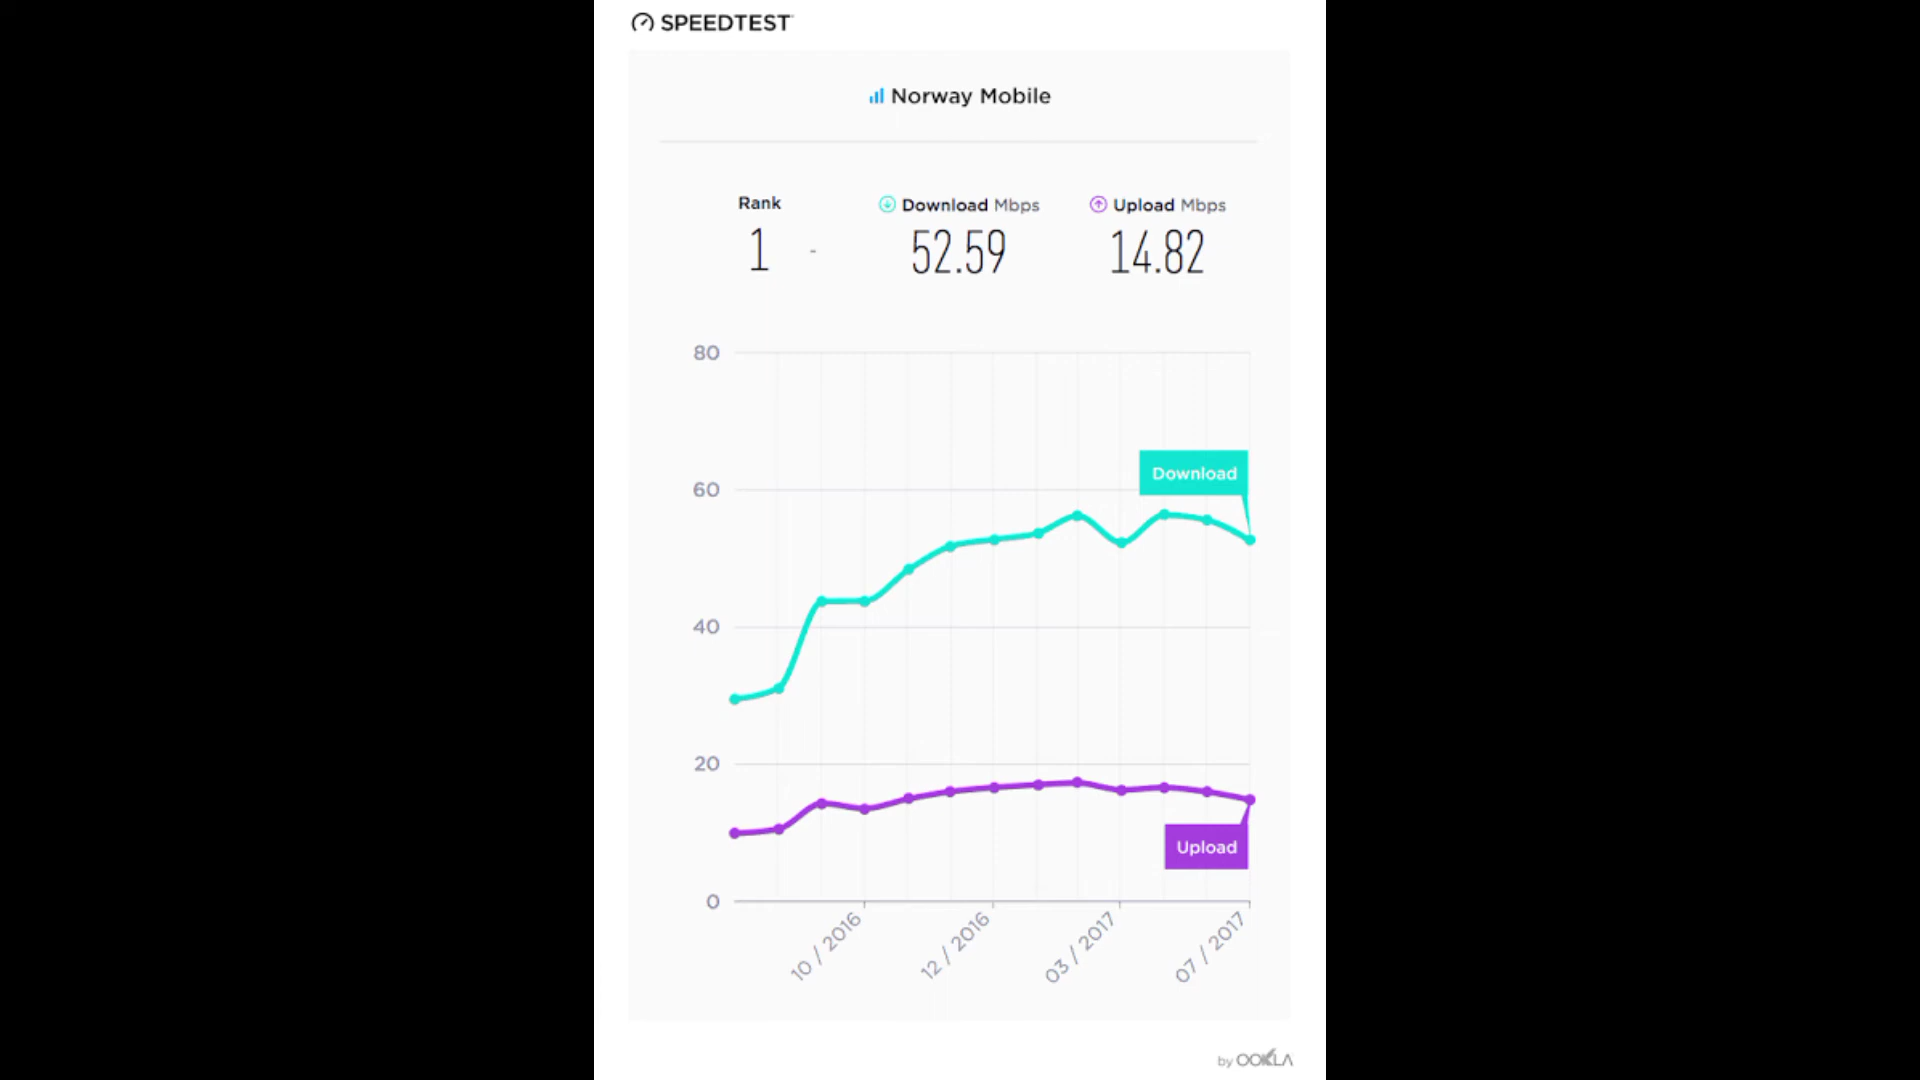 SPEEDTEST
Norway Mobile
Rank
Download Mbps
Upload Mbps
1 -
52.59
14.82
80
60
40
20
0
Download
Upload
10 / 2016
12 / 2016
03 / 2017
07 / 2017
by OOKLA